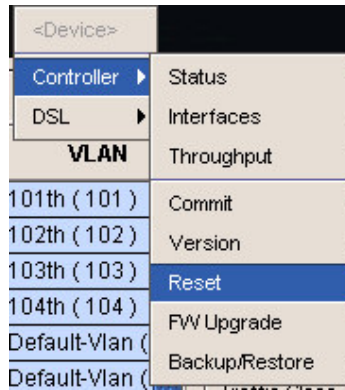 <Device>
Controller
DSL
VLAN
101th ( 101 )
102th ( 102 )
103th ( 103 )
104th ( 104 )
Default-Vlan (
Default-Vlan (
Status
Interfaces
Throughput
Commit
Version
Reset
FW Upgrade
Backup/Restore